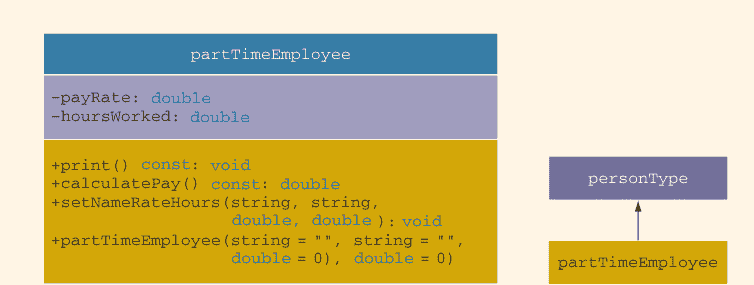 partTimeEmployee
-payRate: double
-hoursWorked: double
+print() const: void
+calculatePay() const: double
+setNameRateHours(string, string,
double, double ): void
+partTimeEmployee(string = "", string = "",
double = 0), double = 0)
personType
partTimeEmployee